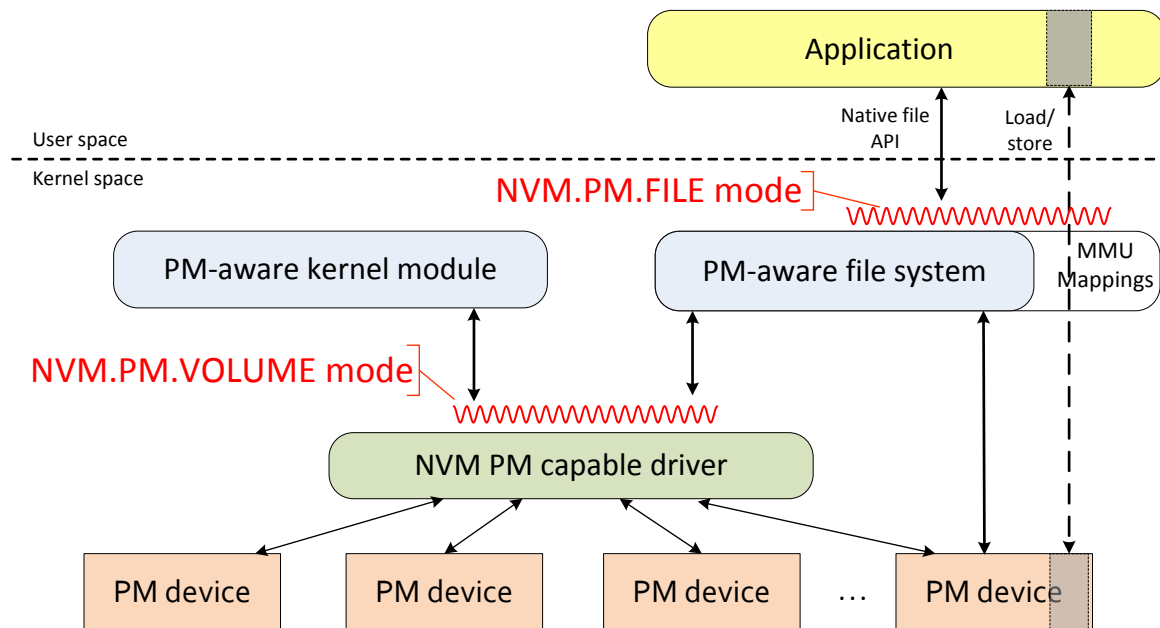 Application
Native file
API
Load/
store
User space
Kernel space
NVM.PM.FILE mode
PM-aware kernel module
PM-aware file system
MMU
Mappings
NVM.PM.VOLUME mode
NVM PM capable driver
PM device
PM device
PM device
...
PM device